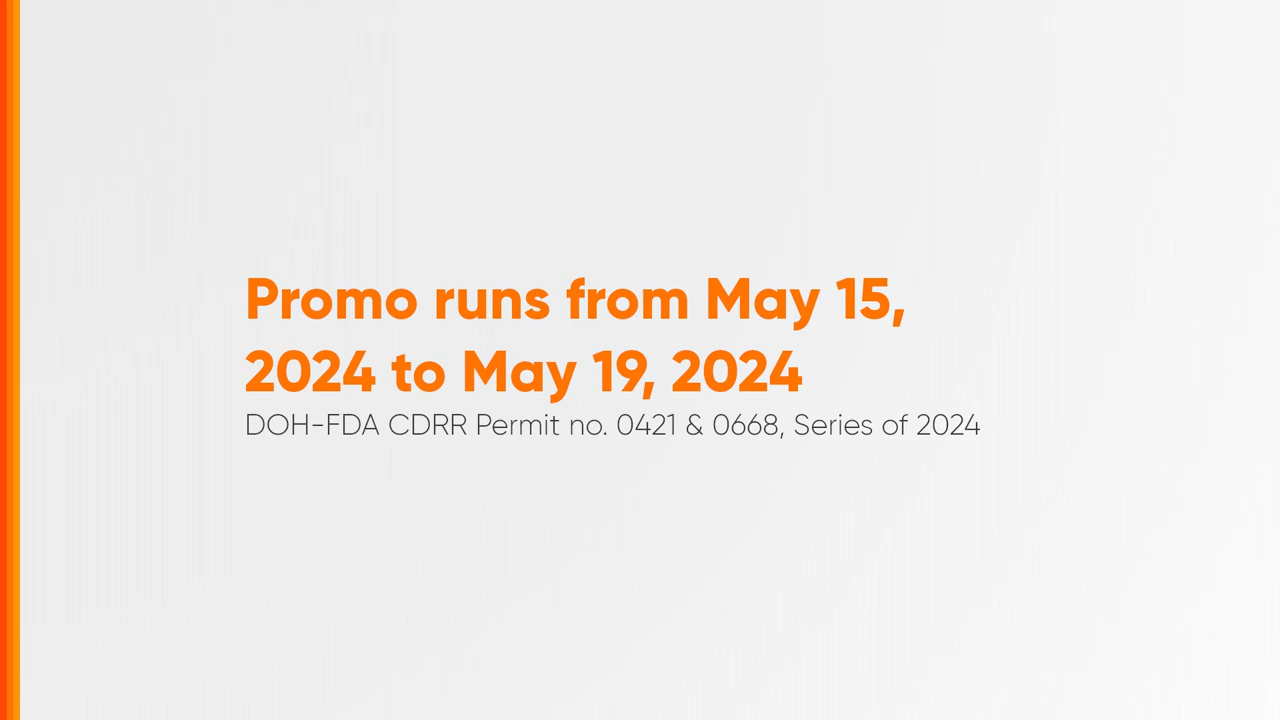 Promo runs from May 15,
2024 to May 19, 2024
DOH-FDA CDRR Permit no. 0421 & 0668, Series of 2024